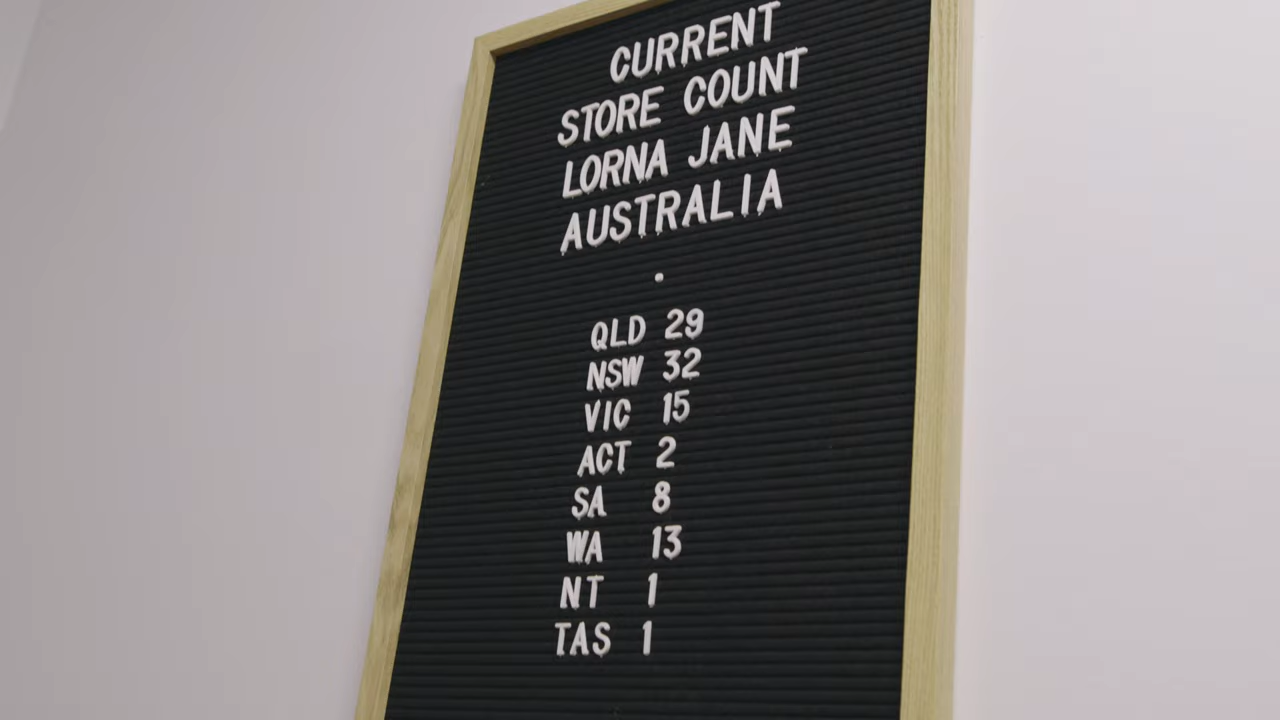 CURRENT
STORE COUNT
LORNA JANE
AUSTRALIA
.
QLD 29
NSW 32
VIC 15
ACT 2
SA 8
WA 13
NT 1
TAS 1